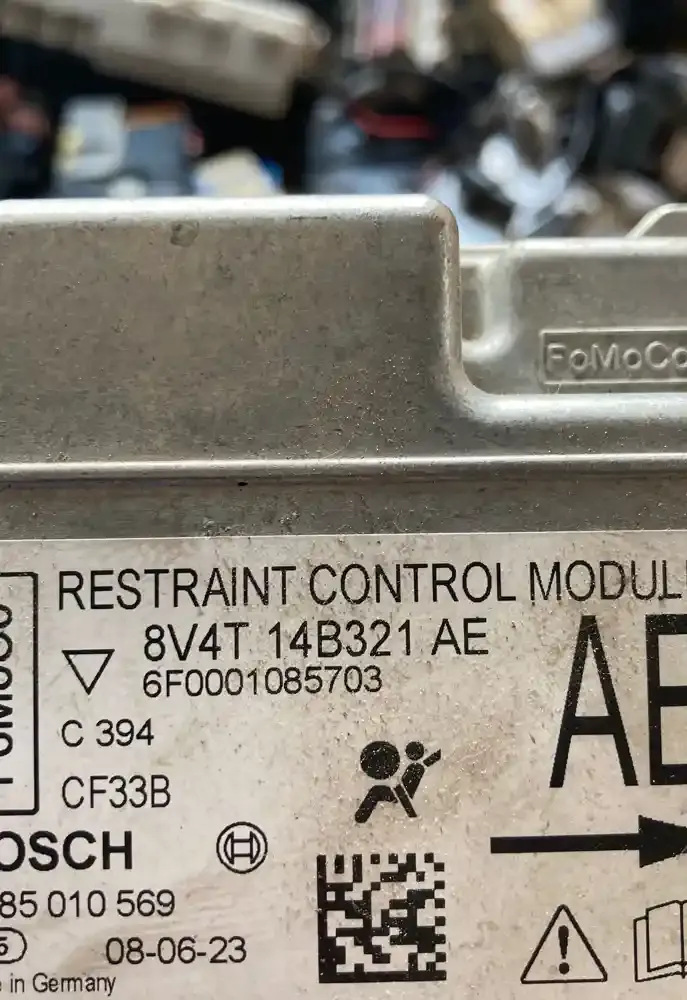 FoMoCo
RESTRAINT CONTROL MODUL
8V4T 14B321 AE
6F0001085703
AE
C 394
CF33B
OSCH
85 010 569
08-06-23
in Germany